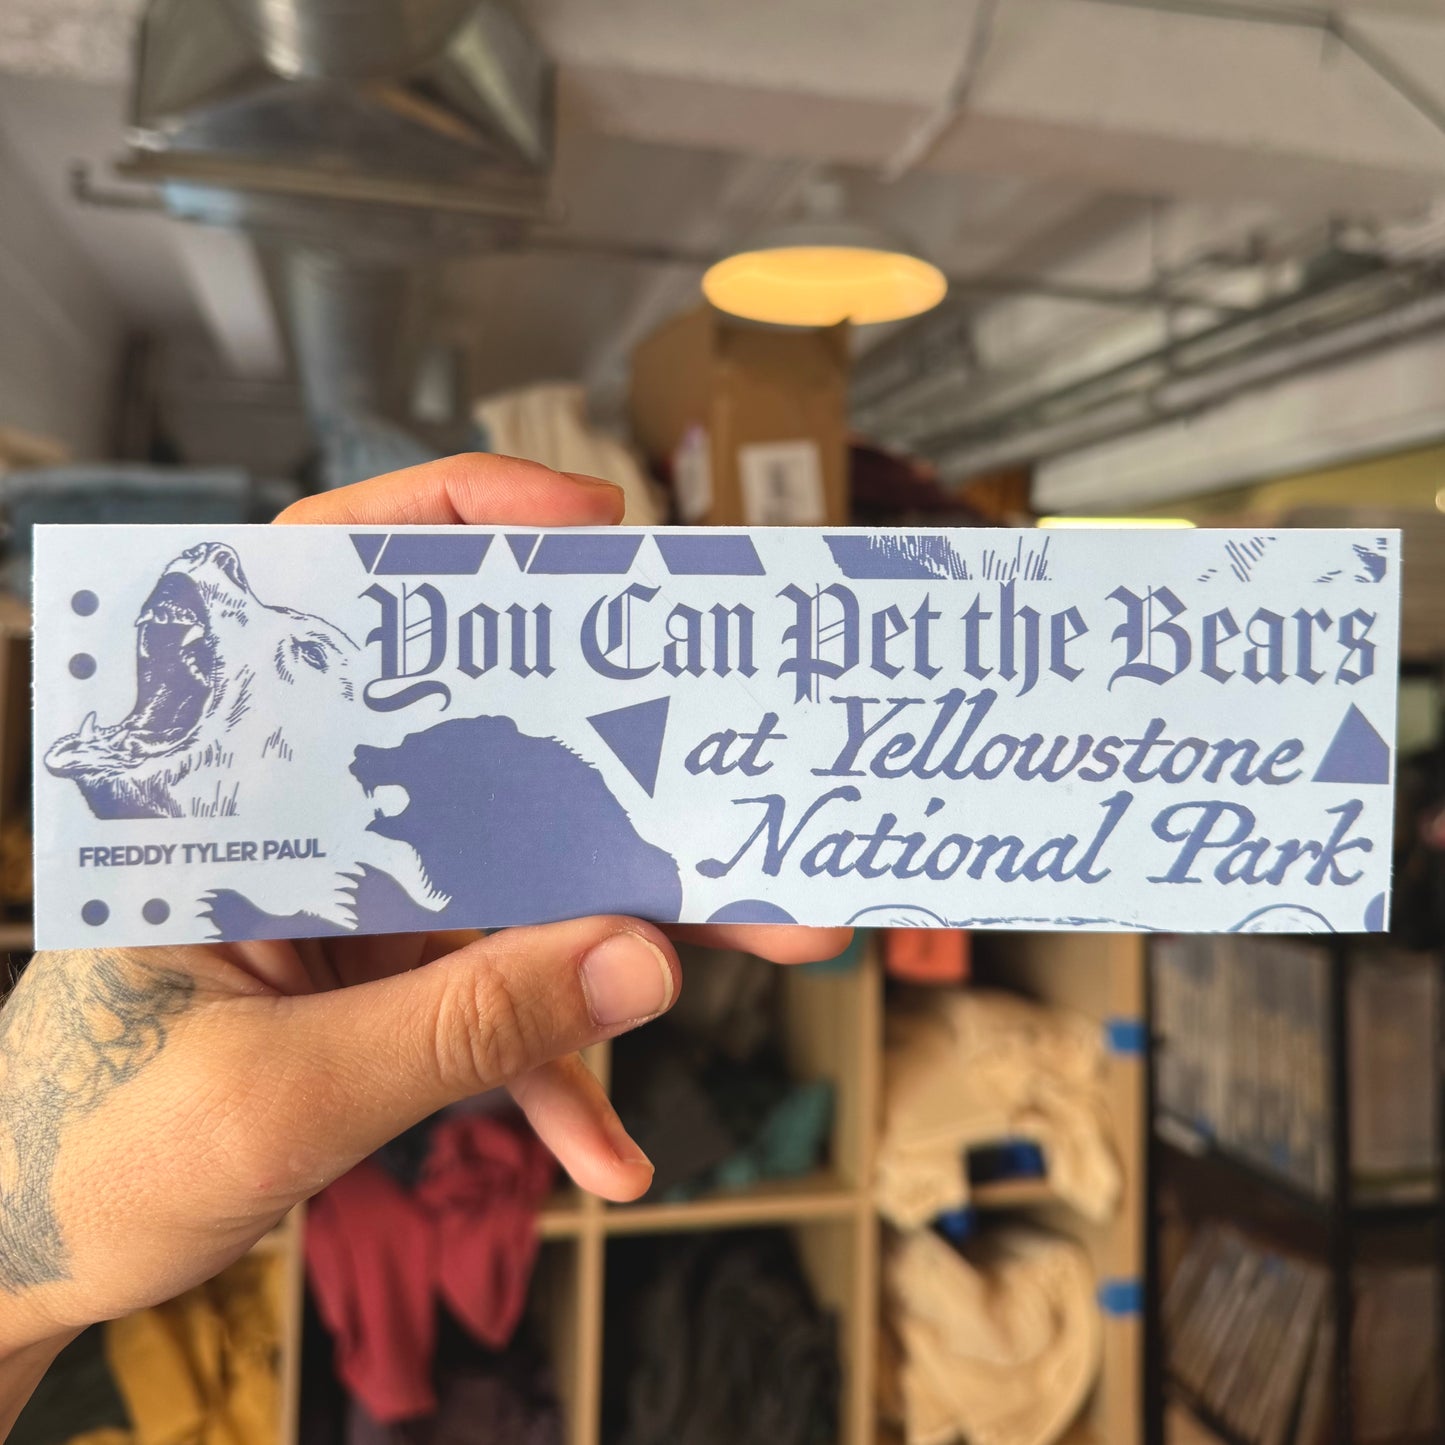 You Can Pet the Bears
at Yellowstone
National Park
FREDDY TYLER PAUL